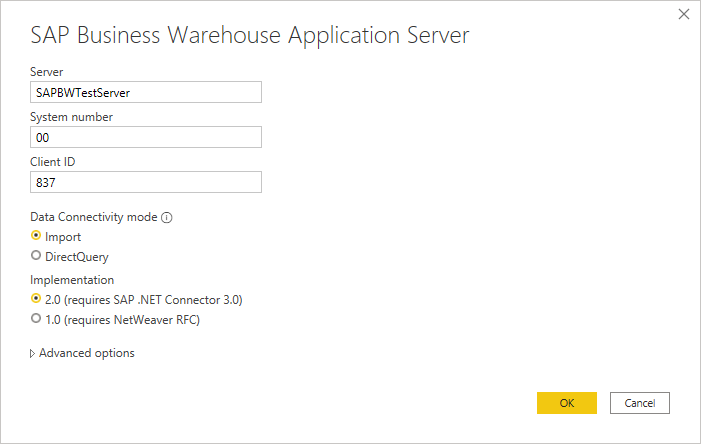 SAP Business Warehouse Application Server
Server
SAPBWTestServer
System number
00
Client ID
837
Data Connectivity mode
Import
DirectQuery
Implementation
2.0 (requires SAP .NET Connector 3.0)
1.0 (requires NetWeaver RFC)
Advanced options
OK Cancel